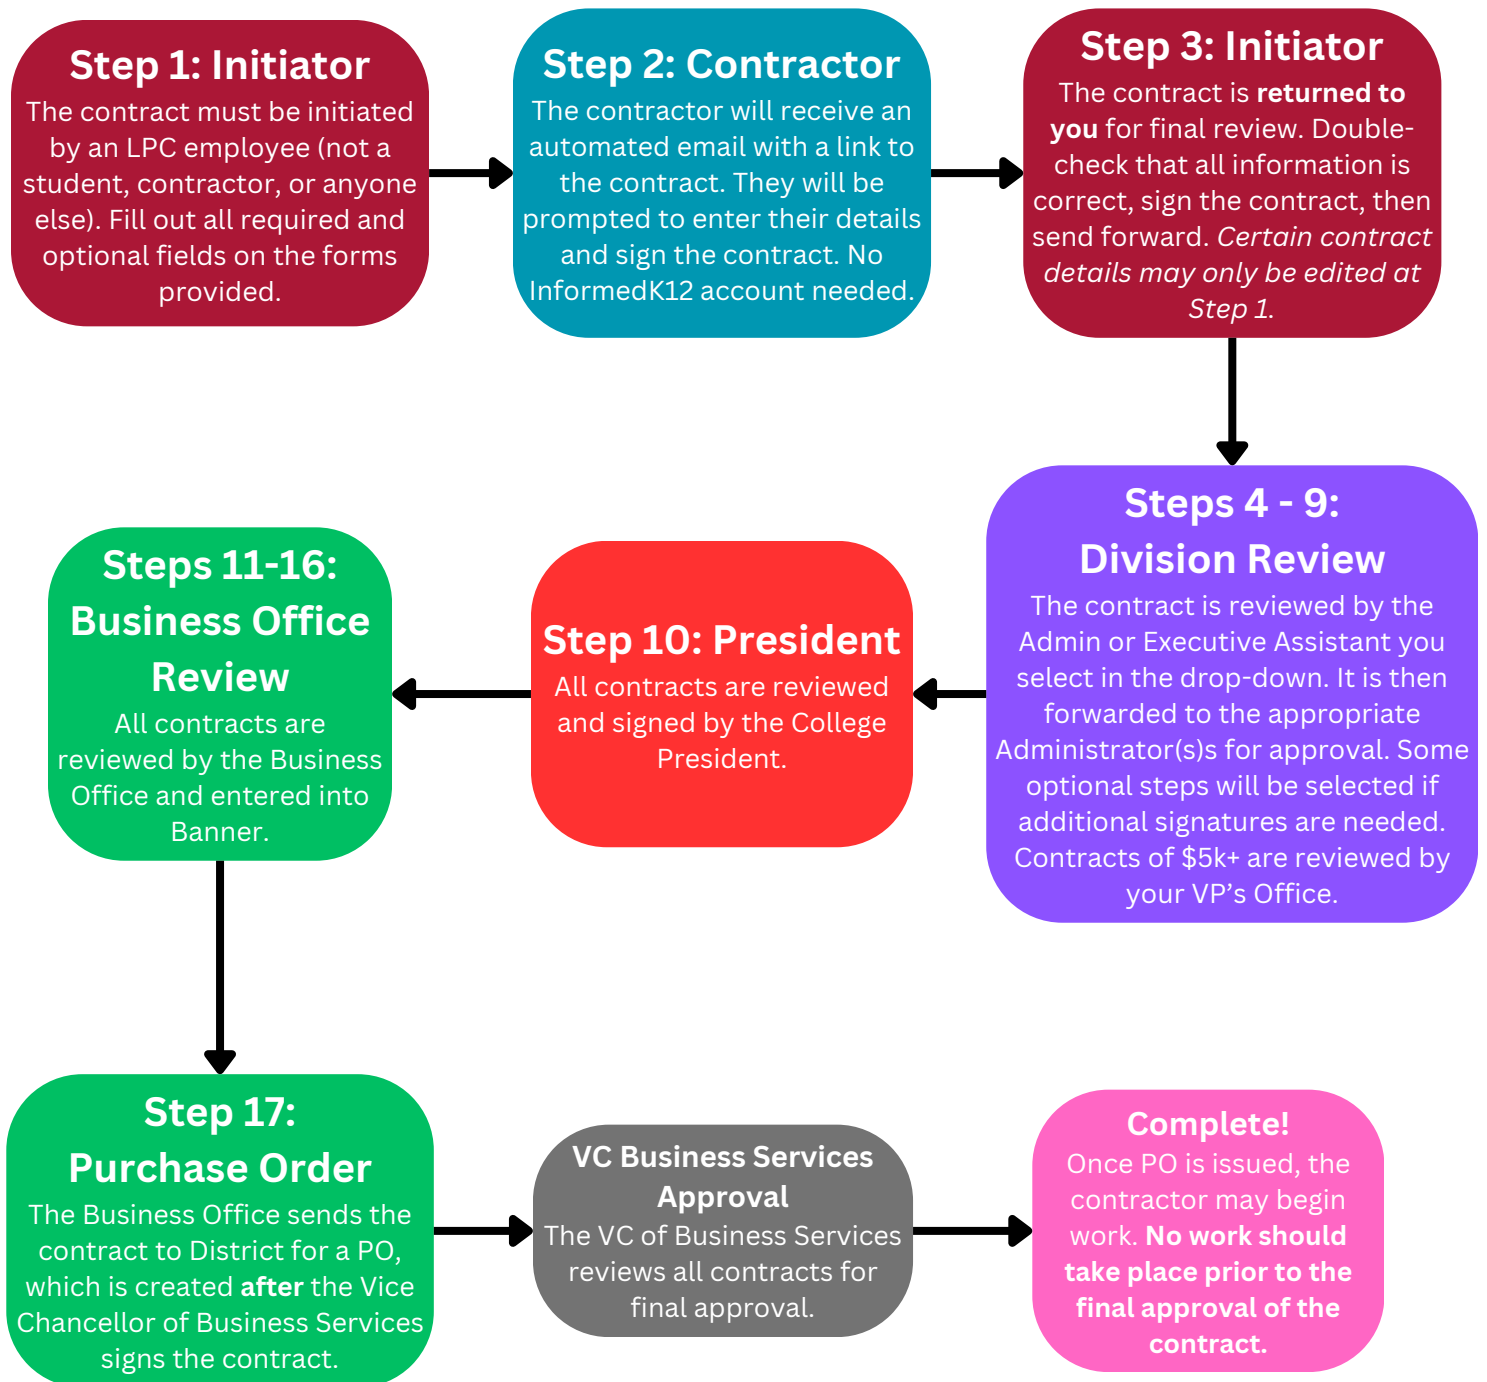 Step 1: Initiator
The contract must be initiated
by an LPC employee (not a
student, contractor, or anyone
else). Fill out all required and
optional fields on the forms
provided.
Step 2: Contractor
The contractor will receive an
automated email with a link to
the contract. They will be
prompted to enter their details
and sign the contract. No
InformedK12 account needed.
Step 3: Initiator
The contract is returned to
you for final review. Double-
check that all information is
correct, sign the contract, then
send forward. Certain contract
details may only be edited at
Step 1.
Steps 4 - 9:
Division Review
The contract is reviewed by the
Admin or Executive Assistant you
select in the drop-down. It is then
forwarded to the appropriate
Administrator(s)s for approval. Some
optional steps will be selected if
additional signatures are needed.
Contracts of $5k+ are reviewed by
your VP’s Office.
Step 10: President
All contracts are reviewed
and signed by the College
President.
Steps 11-16:
Business Office
Review
All contracts are
reviewed by the Business
Office and entered into
Banner.
Step 17:
Purchase Order
The Business Office sends the
contract to District for a PO,
which is created after the Vice
Chancellor of Business Services
signs the contract.
VC Business Services
Approval
The VC of Business Services
reviews all contracts for
final approval.
Complete!
Once PO is issued, the
contractor may begin
work. No work should
take place prior to the
final approval of the
contract.